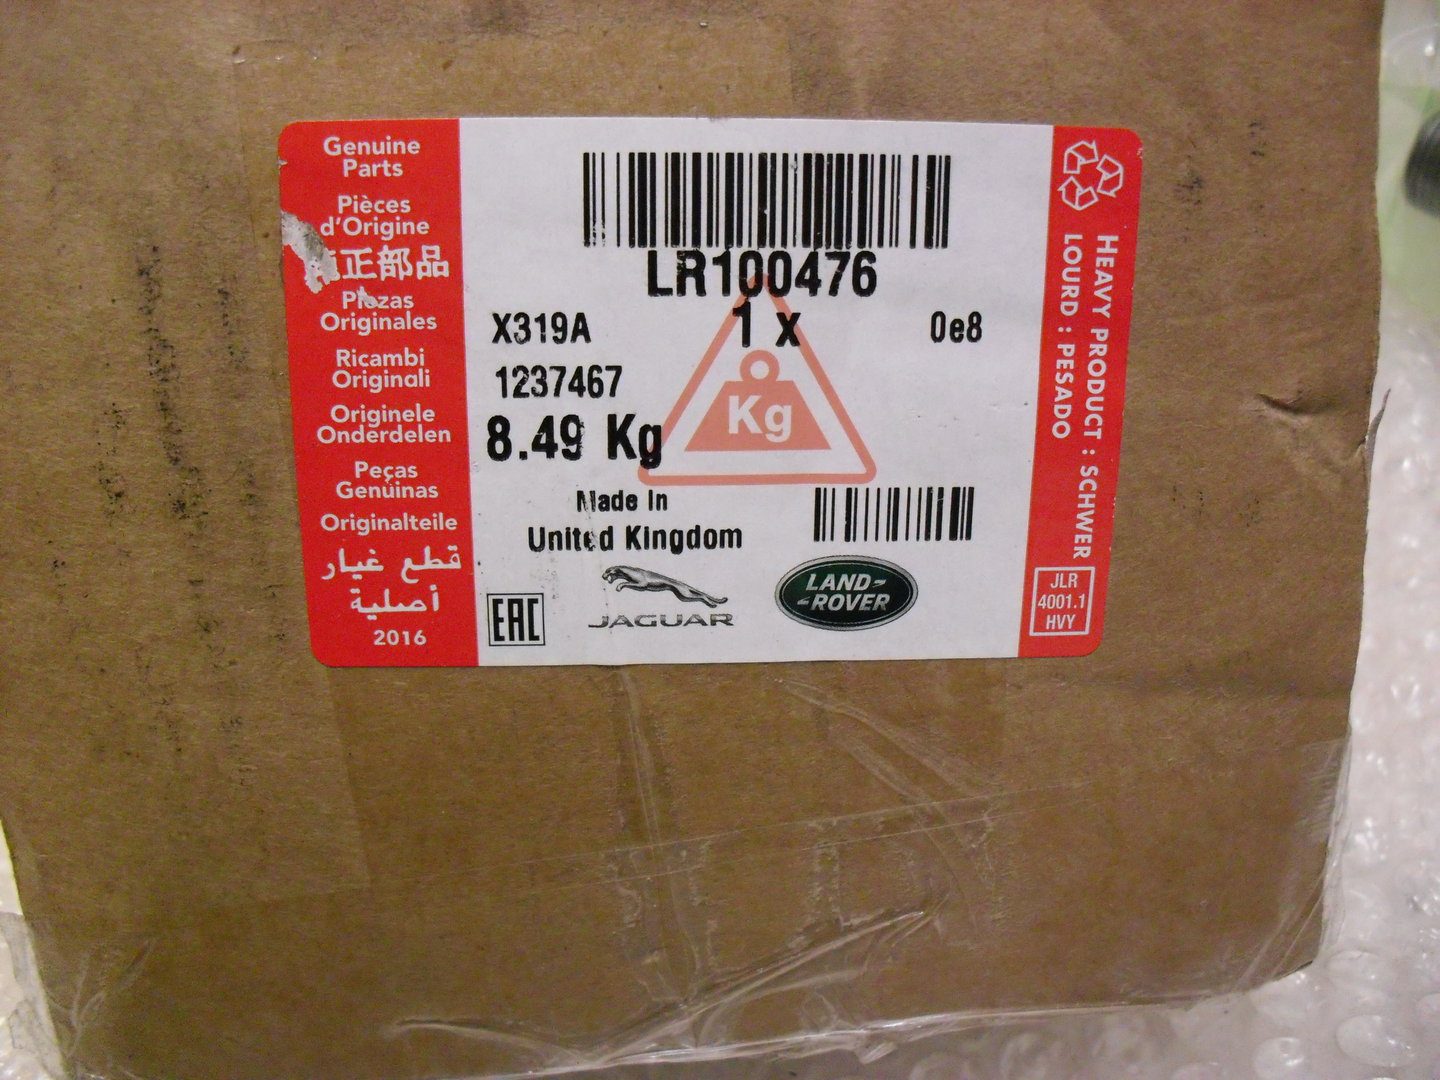 Genuine
Parts
Pièces
d'Origine
正部品
Piezas
Originales
Ricambi
Originali
Originele
Onderdelen
Peças
Genuinas
Originalteile
قطع غيار
أصلية
2016
LR100476
X319A
1 x
0e8
1237467
8.49 Kg
Kg
Made In
United Kingdom
EAC
JAGUAR
LAND-
-ROVER
HEAVY PRODUCT : SCHWER
LOURD : PESADO
JLR
4001.1
HVY